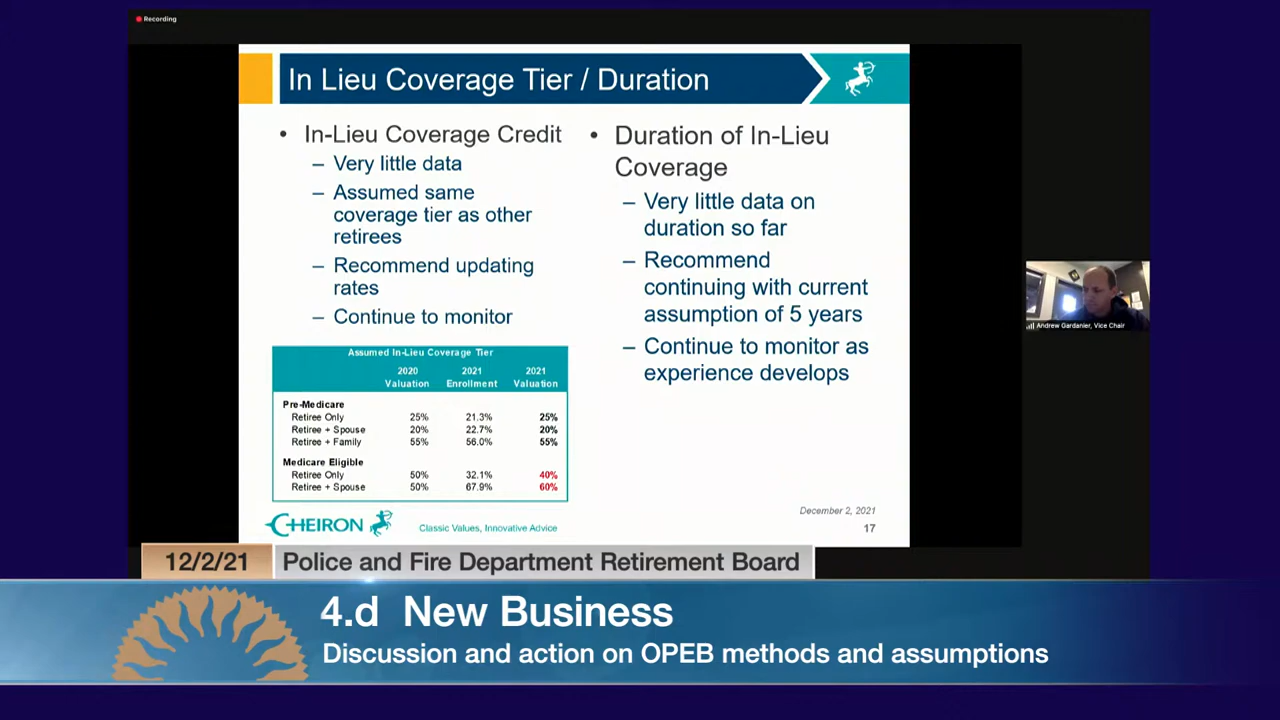 Recording
In Lieu Coverage Tier / Duration
• In-Lieu Coverage Credit
– Very little data
– Assumed same
coverage tier as other
retirees
– Recommend updating
rates
– Continue to monitor
• Duration of In-Lieu
Coverage
– Very little data on
duration so far
– Recommend
continuing with current
assumption of 5 years
– Continue to monitor as
experience develops
Assumed In-Lieu Coverage Tier
2020 2021 2021
Valuation Enrollment Valuation
Pre-Medicare
Retiree Only 25% 21.3% 25%
Retiree + Spouse 20% 22.7% 20%
Retiree + Family 55% 56.0% 55%
Medicare Eligible
Retiree Only 50% 32.1% 40%
Retiree + Spouse 50% 67.9% 60%
CHEIRON
Classic Values, Innovative Advice
December 2, 2021
17
Andrew Gardanier, Vice Chair
12/2/21 Police and Fire Department Retirement Board
4.d New Business
Discussion and action on OPEB methods and assumptions